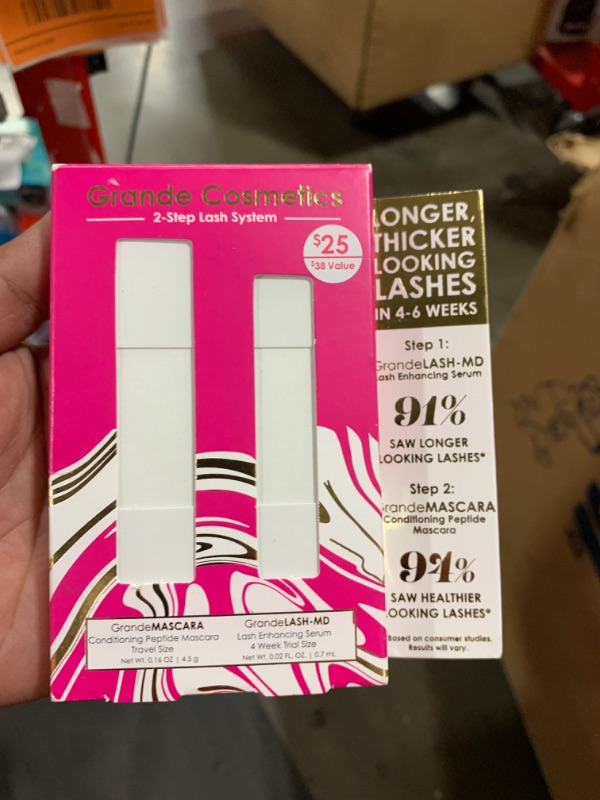 Grande Cosmetics
2-Step Lash System
$25
$38 Value
GrandeMASCARA
Conditioning Peptide Mascara
Travel Size
Net wt. 0.16 OZ | 4.5 g
GrandeLASH-MD
Lash Enhancing Serum
4 Week Trial Size
Net wt. 0.02 FL. OZ. | 0.7 mL
ONGER,
THICKER
LOOKING
LASHES
IN 4-6 WEEKS
Step 1:
GrandeLASH-MD
Lash Enhancing Serum
91%
SAW LONGER
LOOKING LASHES*
Step 2:
GrandeMASCARA
Conditioning Peptide
Mascara
94%
SAW HEALTHIER
LOOKING LASHES*
Based on consumer studies.
Results will vary.